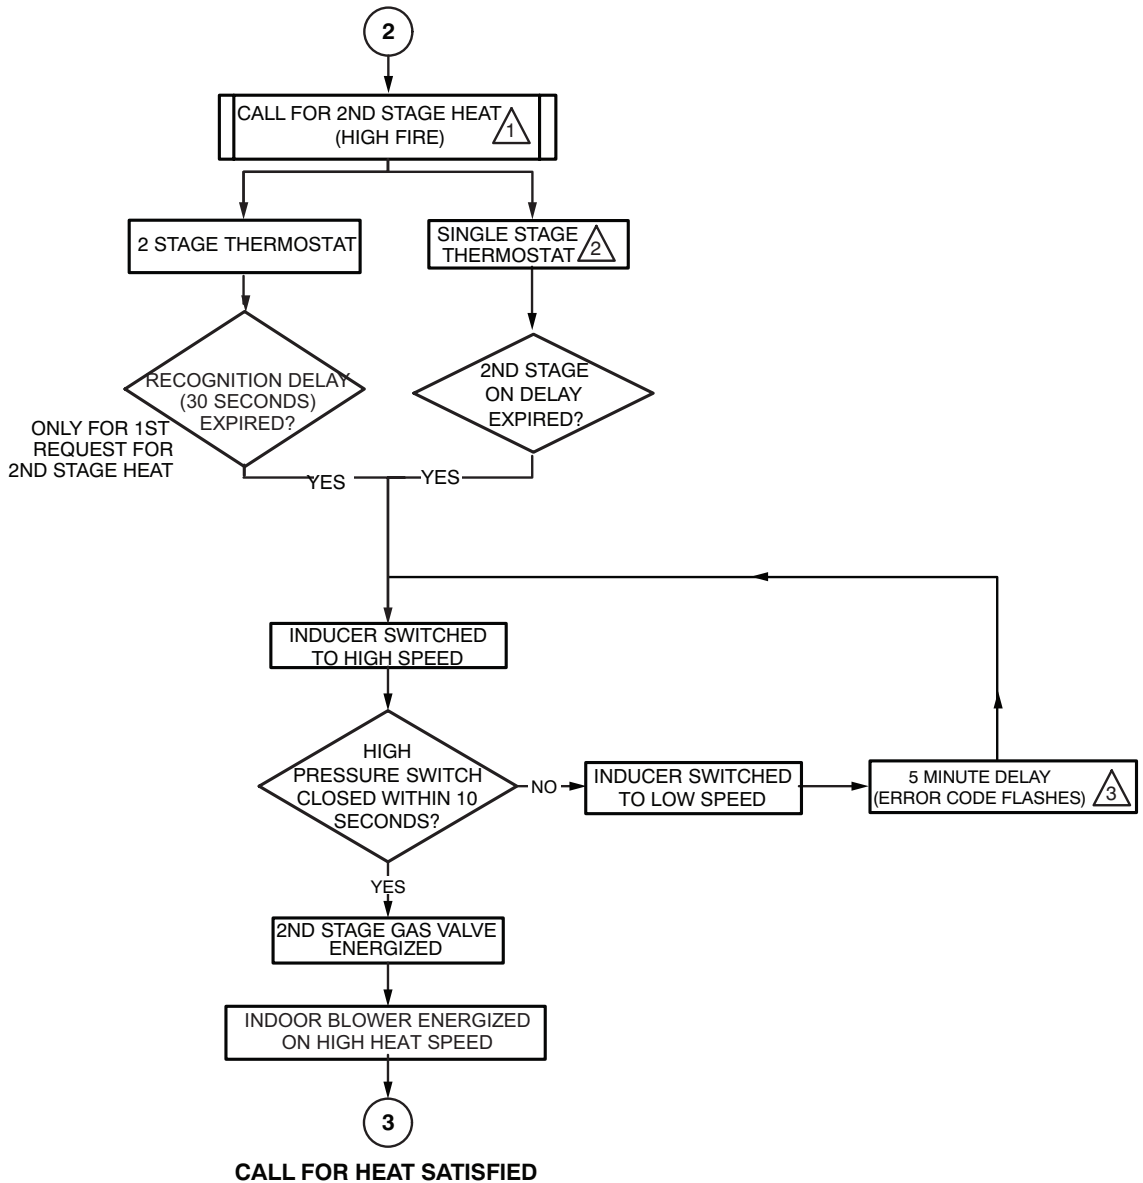 2
CALL FOR 2ND STAGE HEAT
(HIGH FIRE)
1
2 STAGE THERMOSTAT
SINGLE STAGE
THERMOSTAT
2
RECOGNITION DELAY
(30 SECONDS)
EXPIRED?
ONLY FOR 1ST
REQUEST FOR
2ND STAGE HEAT
2ND STAGE
ON DELAY
EXPIRED?
YES
YES
INDUCER SWITCHED
TO HIGH SPEED
HIGH
PRESSURE SWITCH
CLOSED WITHIN 10
SECONDS?
NO
INDUCER SWITCHED
TO LOW SPEED
5 MINUTE DELAY
(ERROR CODE FLASHES)
3
YES
2ND STAGE GAS VALVE
ENERGIZED
INDOOR BLOWER ENERGIZED
ON HIGH HEAT SPEED
3
CALL FOR HEAT SATISFIED